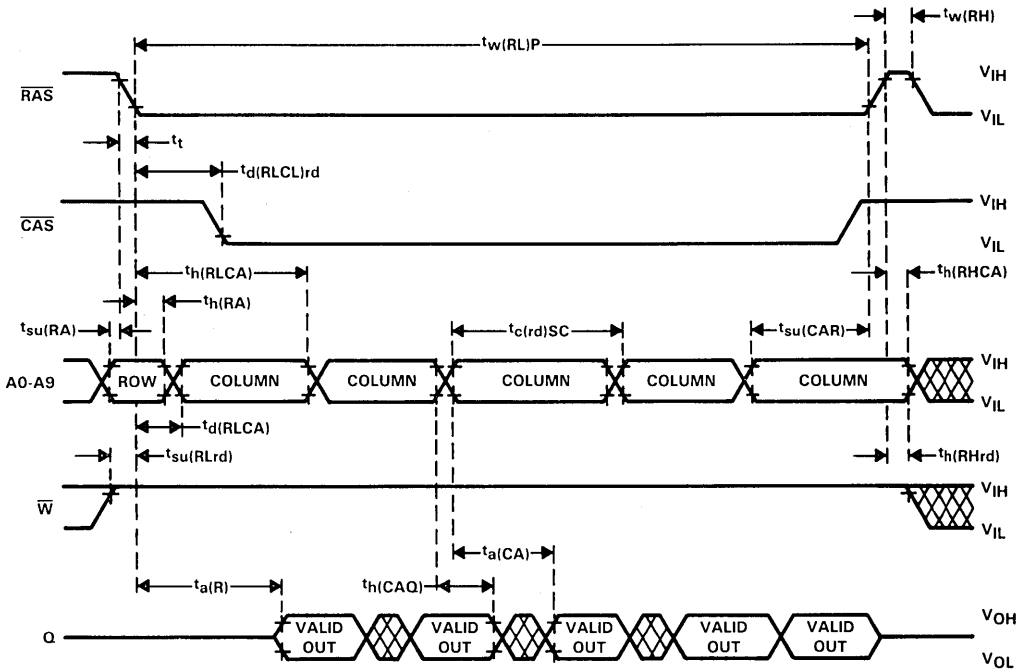 tw(RH)
tw(RL)P
RAS
VIH
VIL
tt
td(RLCL)rd
CAS
VIH
VIL
th(RLCA)
th(RHCA)
th(RA)
tsu(RA)
tc(rd)SC
tsu(CAR)
A0-A9
ROW
COLUMN
COLUMN
COLUMN
COLUMN
COLUMN
VIH
VIL
td(RLCA)
tsu(RLrd)
th(RHrd)
W
VIH
VIL
ta(CA)
ta(R)
th(CAQ)
Q
VALID OUT
VALID OUT
VALID OUT
VALID OUT
VALID OUT
VOH
VOL